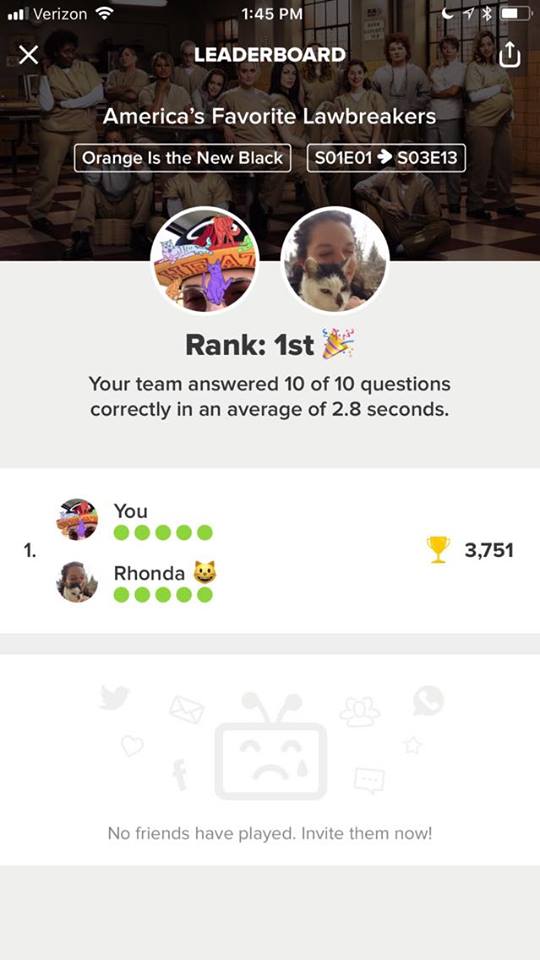 Verizon 1:45 PM
LEADERBOARD
America's Favorite Lawbreakers
Orange Is the New Black S01E01 → S03E13
Rank: 1st 🎉
Your team answered 10 of 10 questions
correctly in an average of 2.8 seconds.
You
1. 3,751
Rhonda 😺
No friends have played. Invite them now!